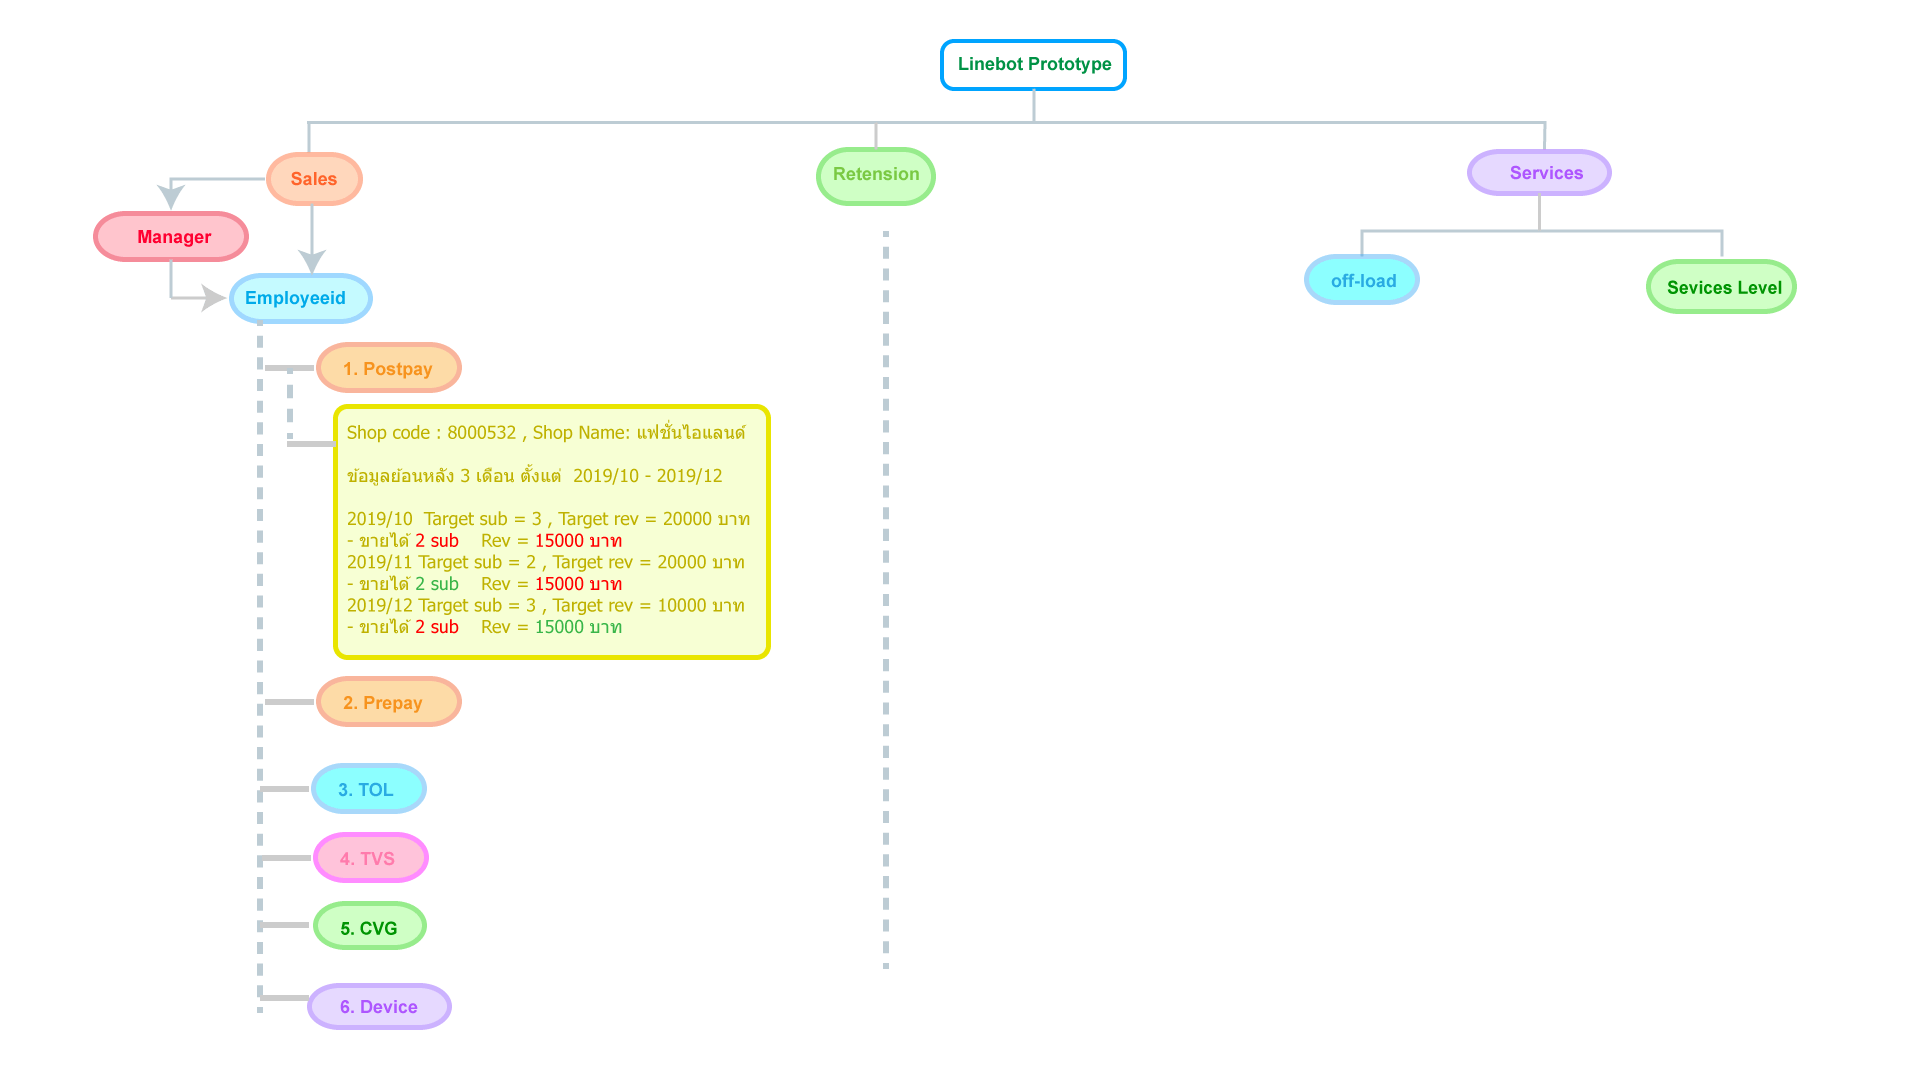 Linebot Prototype
Sales
Retension
Services
Manager
Employeeid
off-load
Sevices Level
1. Postpay
Shop code : 8000532 , Shop Name: แฟชั่นไอแลนด์
ข้อมูลย้อนหลัง 3 เดือน ตั้งแต่ 2019/10 - 2019/12
2019/10 Target sub = 3 , Target rev = 20000 บาท
- ขายได้ 2 sub Rev = 15000 บาท
2019/11 Target sub = 2 , Target rev = 20000 บาท
- ขายได้ 2 sub Rev = 15000 บาท
2019/12 Target sub = 3 , Target rev = 10000 บาท
- ขายได้ 2 sub Rev = 15000 บาท
2. Prepay
3. TOL
4. TVS
5. CVG
6. Device